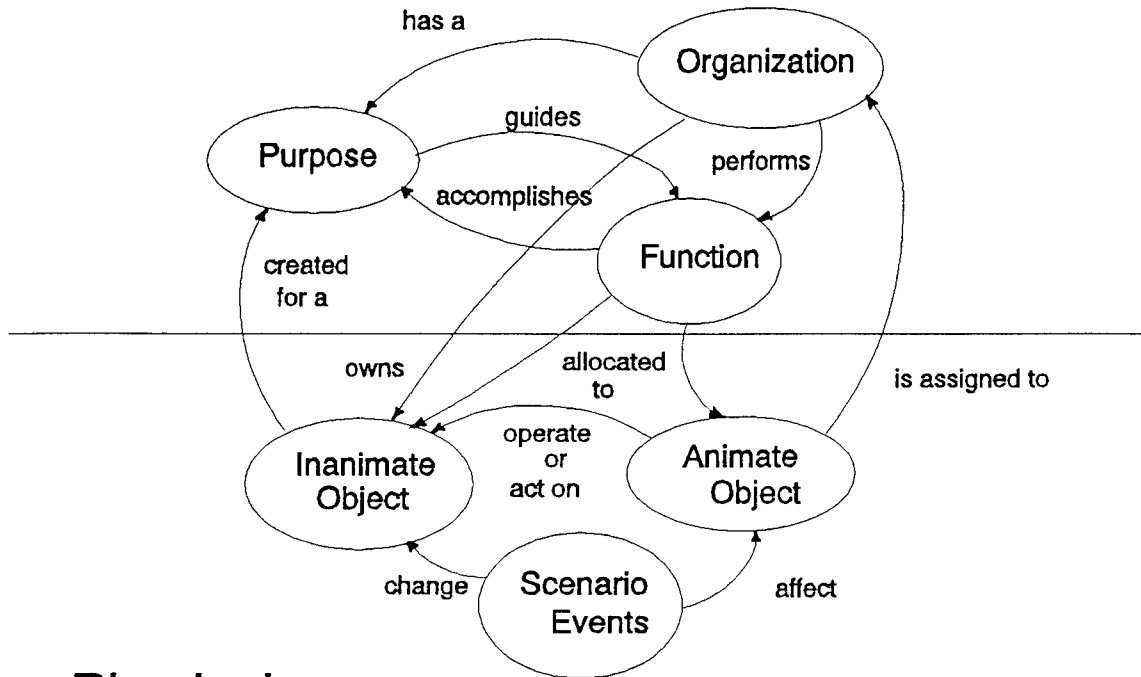 has a
Organization
guides
Purpose
performs
accomplishes
Function
created
for a
owns
allocated
to
is assigned to
operate
or
act on
Inanimate
Object
Animate
Object
change
Scenario
Events
affect